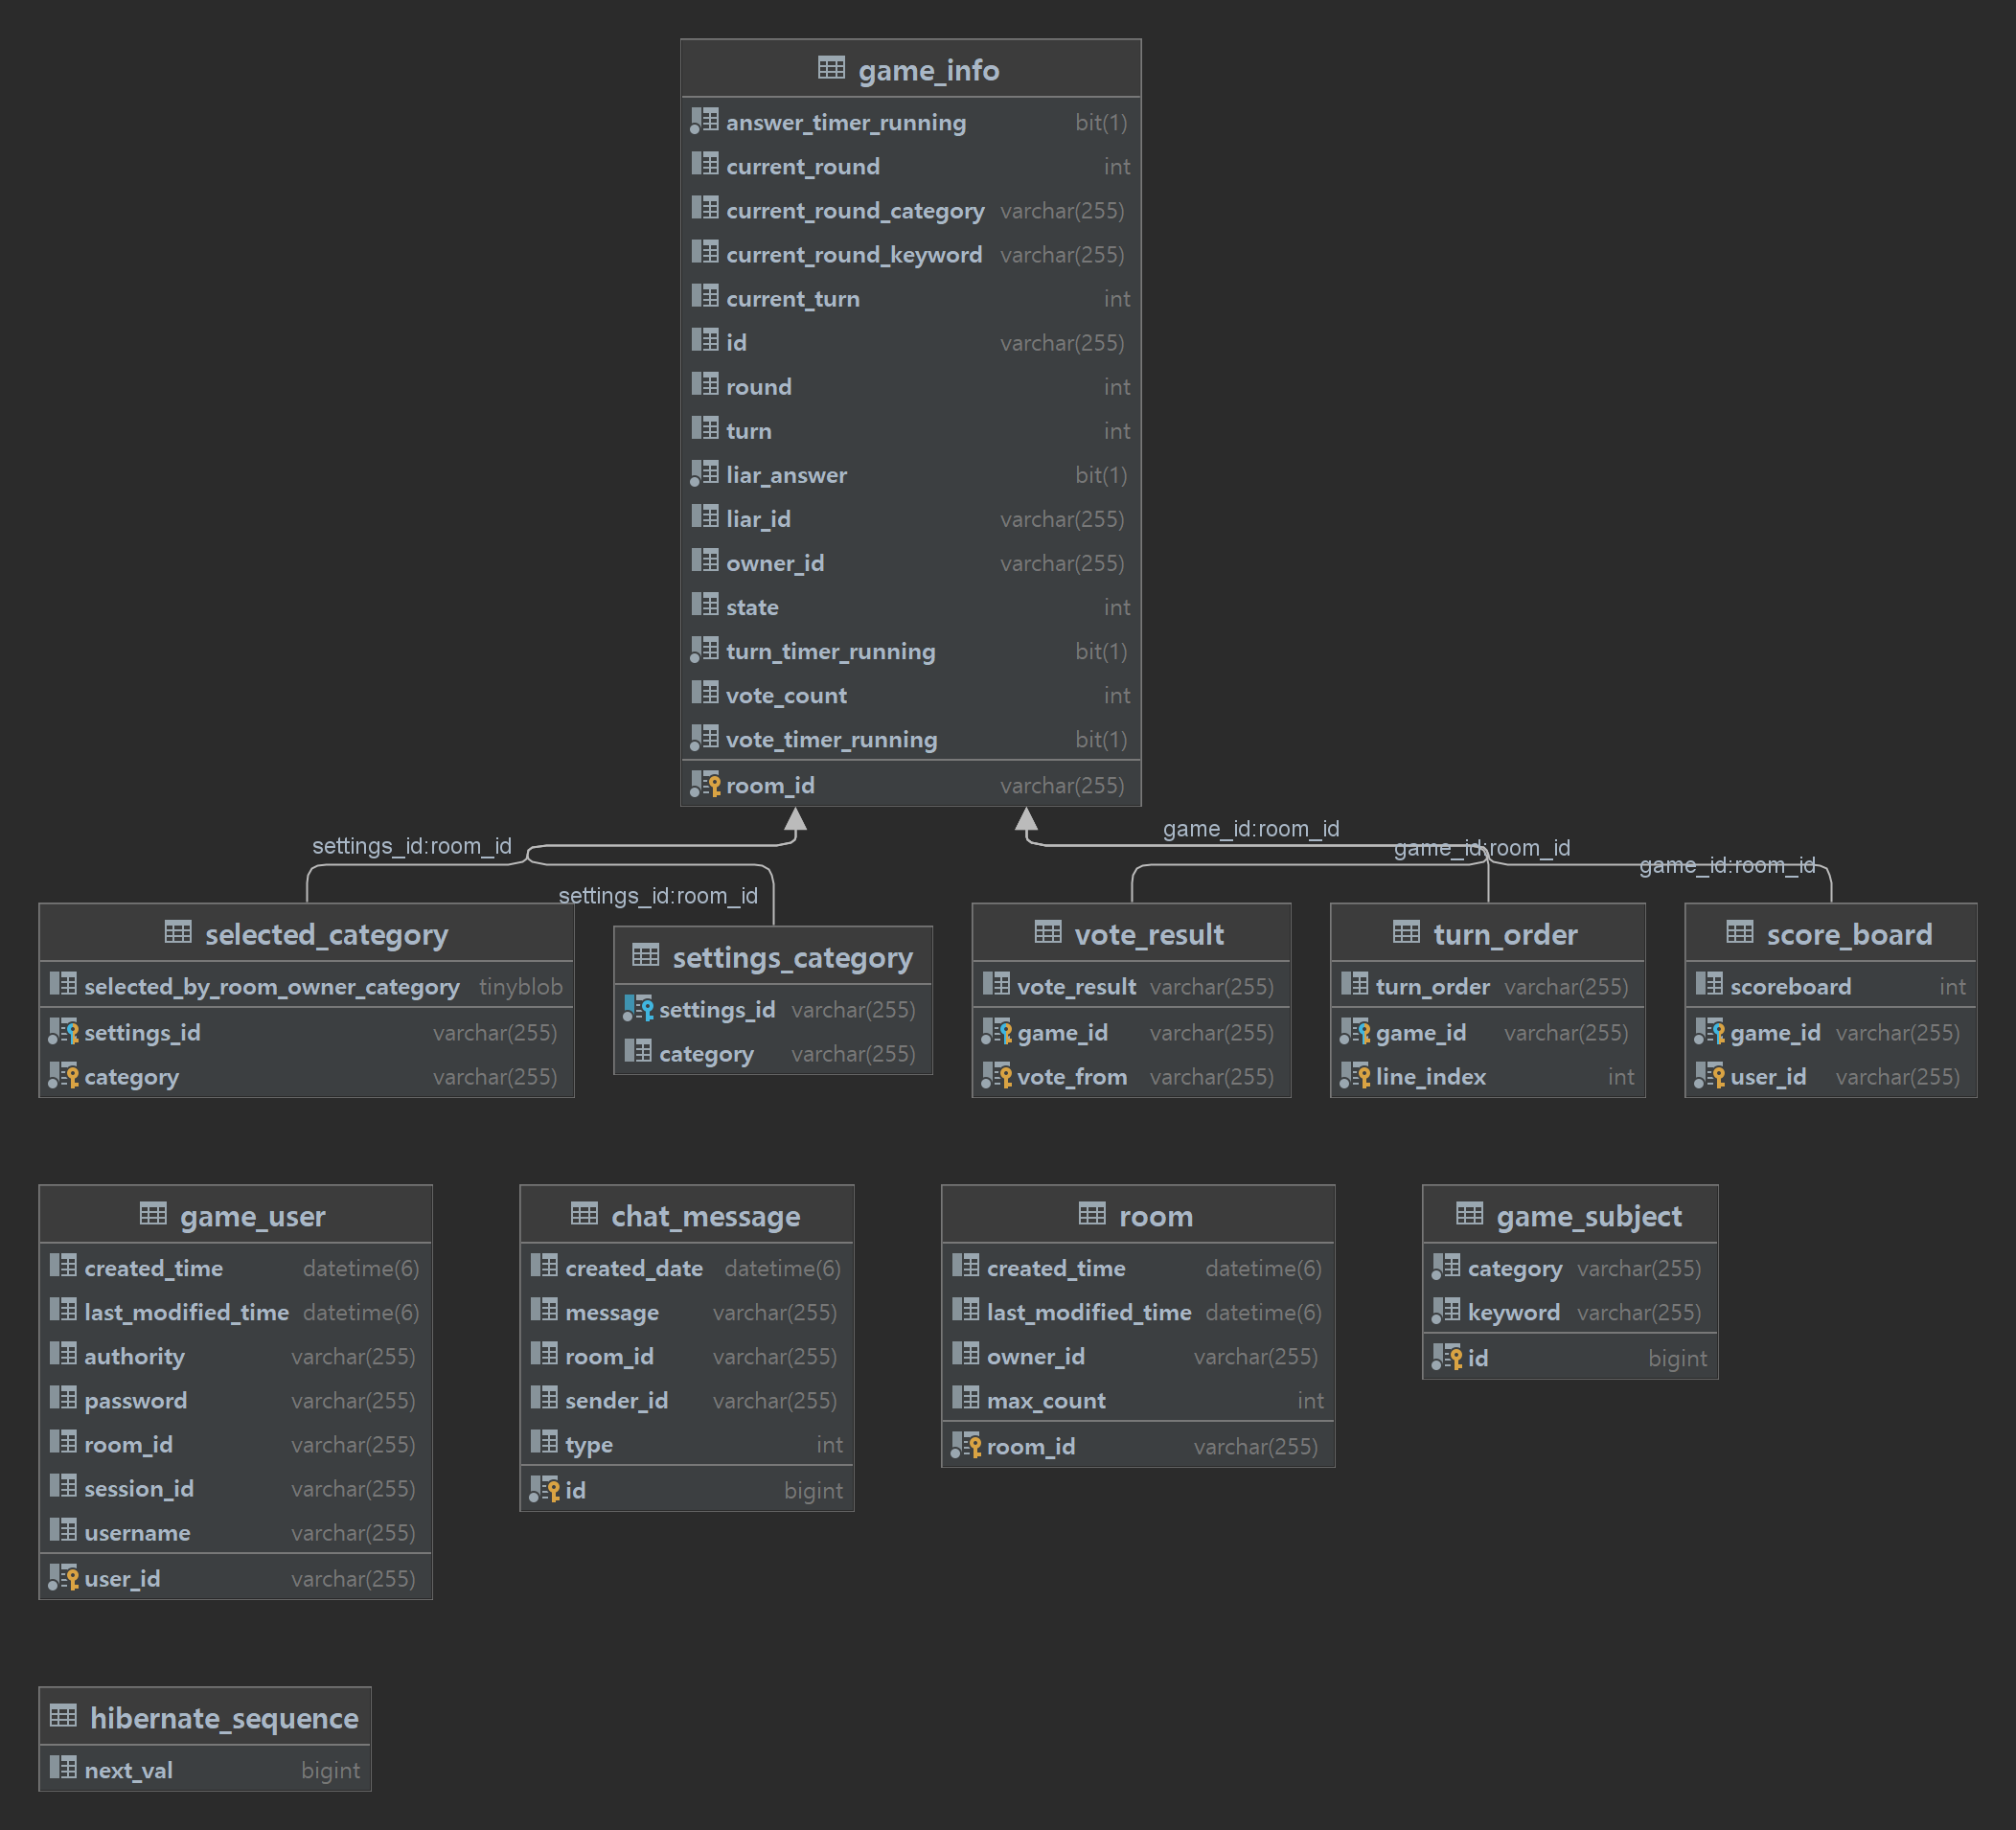 game_info
answer_timer_running bit(1)
current_round int
current_round_category varchar(255)
current_round_keyword varchar(255)
current_turn int
id varchar(255)
round int
turn int
liar_answer bit(1)
liar_id varchar(255)
owner_id varchar(255)
state int
turn_timer_running bit(1)
vote_count int
vote_timer_running bit(1)
room_id varchar(255)
settings_id:room_id
settings_id:room_id
game_id:room_id
game_id:room_id
game_id:room_id
selected_category
selected_by_room_owner_category tinyblob
settings_id varchar(255)
category varchar(255)
settings_category
settings_id varchar(255)
category varchar(255)
vote_result
vote_result varchar(255)
game_id varchar(255)
vote_from varchar(255)
turn_order
turn_order varchar(255)
game_id varchar(255)
line_index int
score_board
scoreboard int
game_id varchar(255)
user_id varchar(255)
game_user
created_time datetime(6)
last_modified_time datetime(6)
authority varchar(255)
password varchar(255)
room_id varchar(255)
session_id varchar(255)
username varchar(255)
user_id varchar(255)
chat_message
created_date datetime(6)
message varchar(255)
room_id varchar(255)
sender_id varchar(255)
type int
id bigint
room
created_time datetime(6)
last_modified_time datetime(6)
owner_id varchar(255)
max_count int
room_id varchar(255)
game_subject
category varchar(255)
keyword varchar(255)
id bigint
hibernate_sequence
next_val bigint